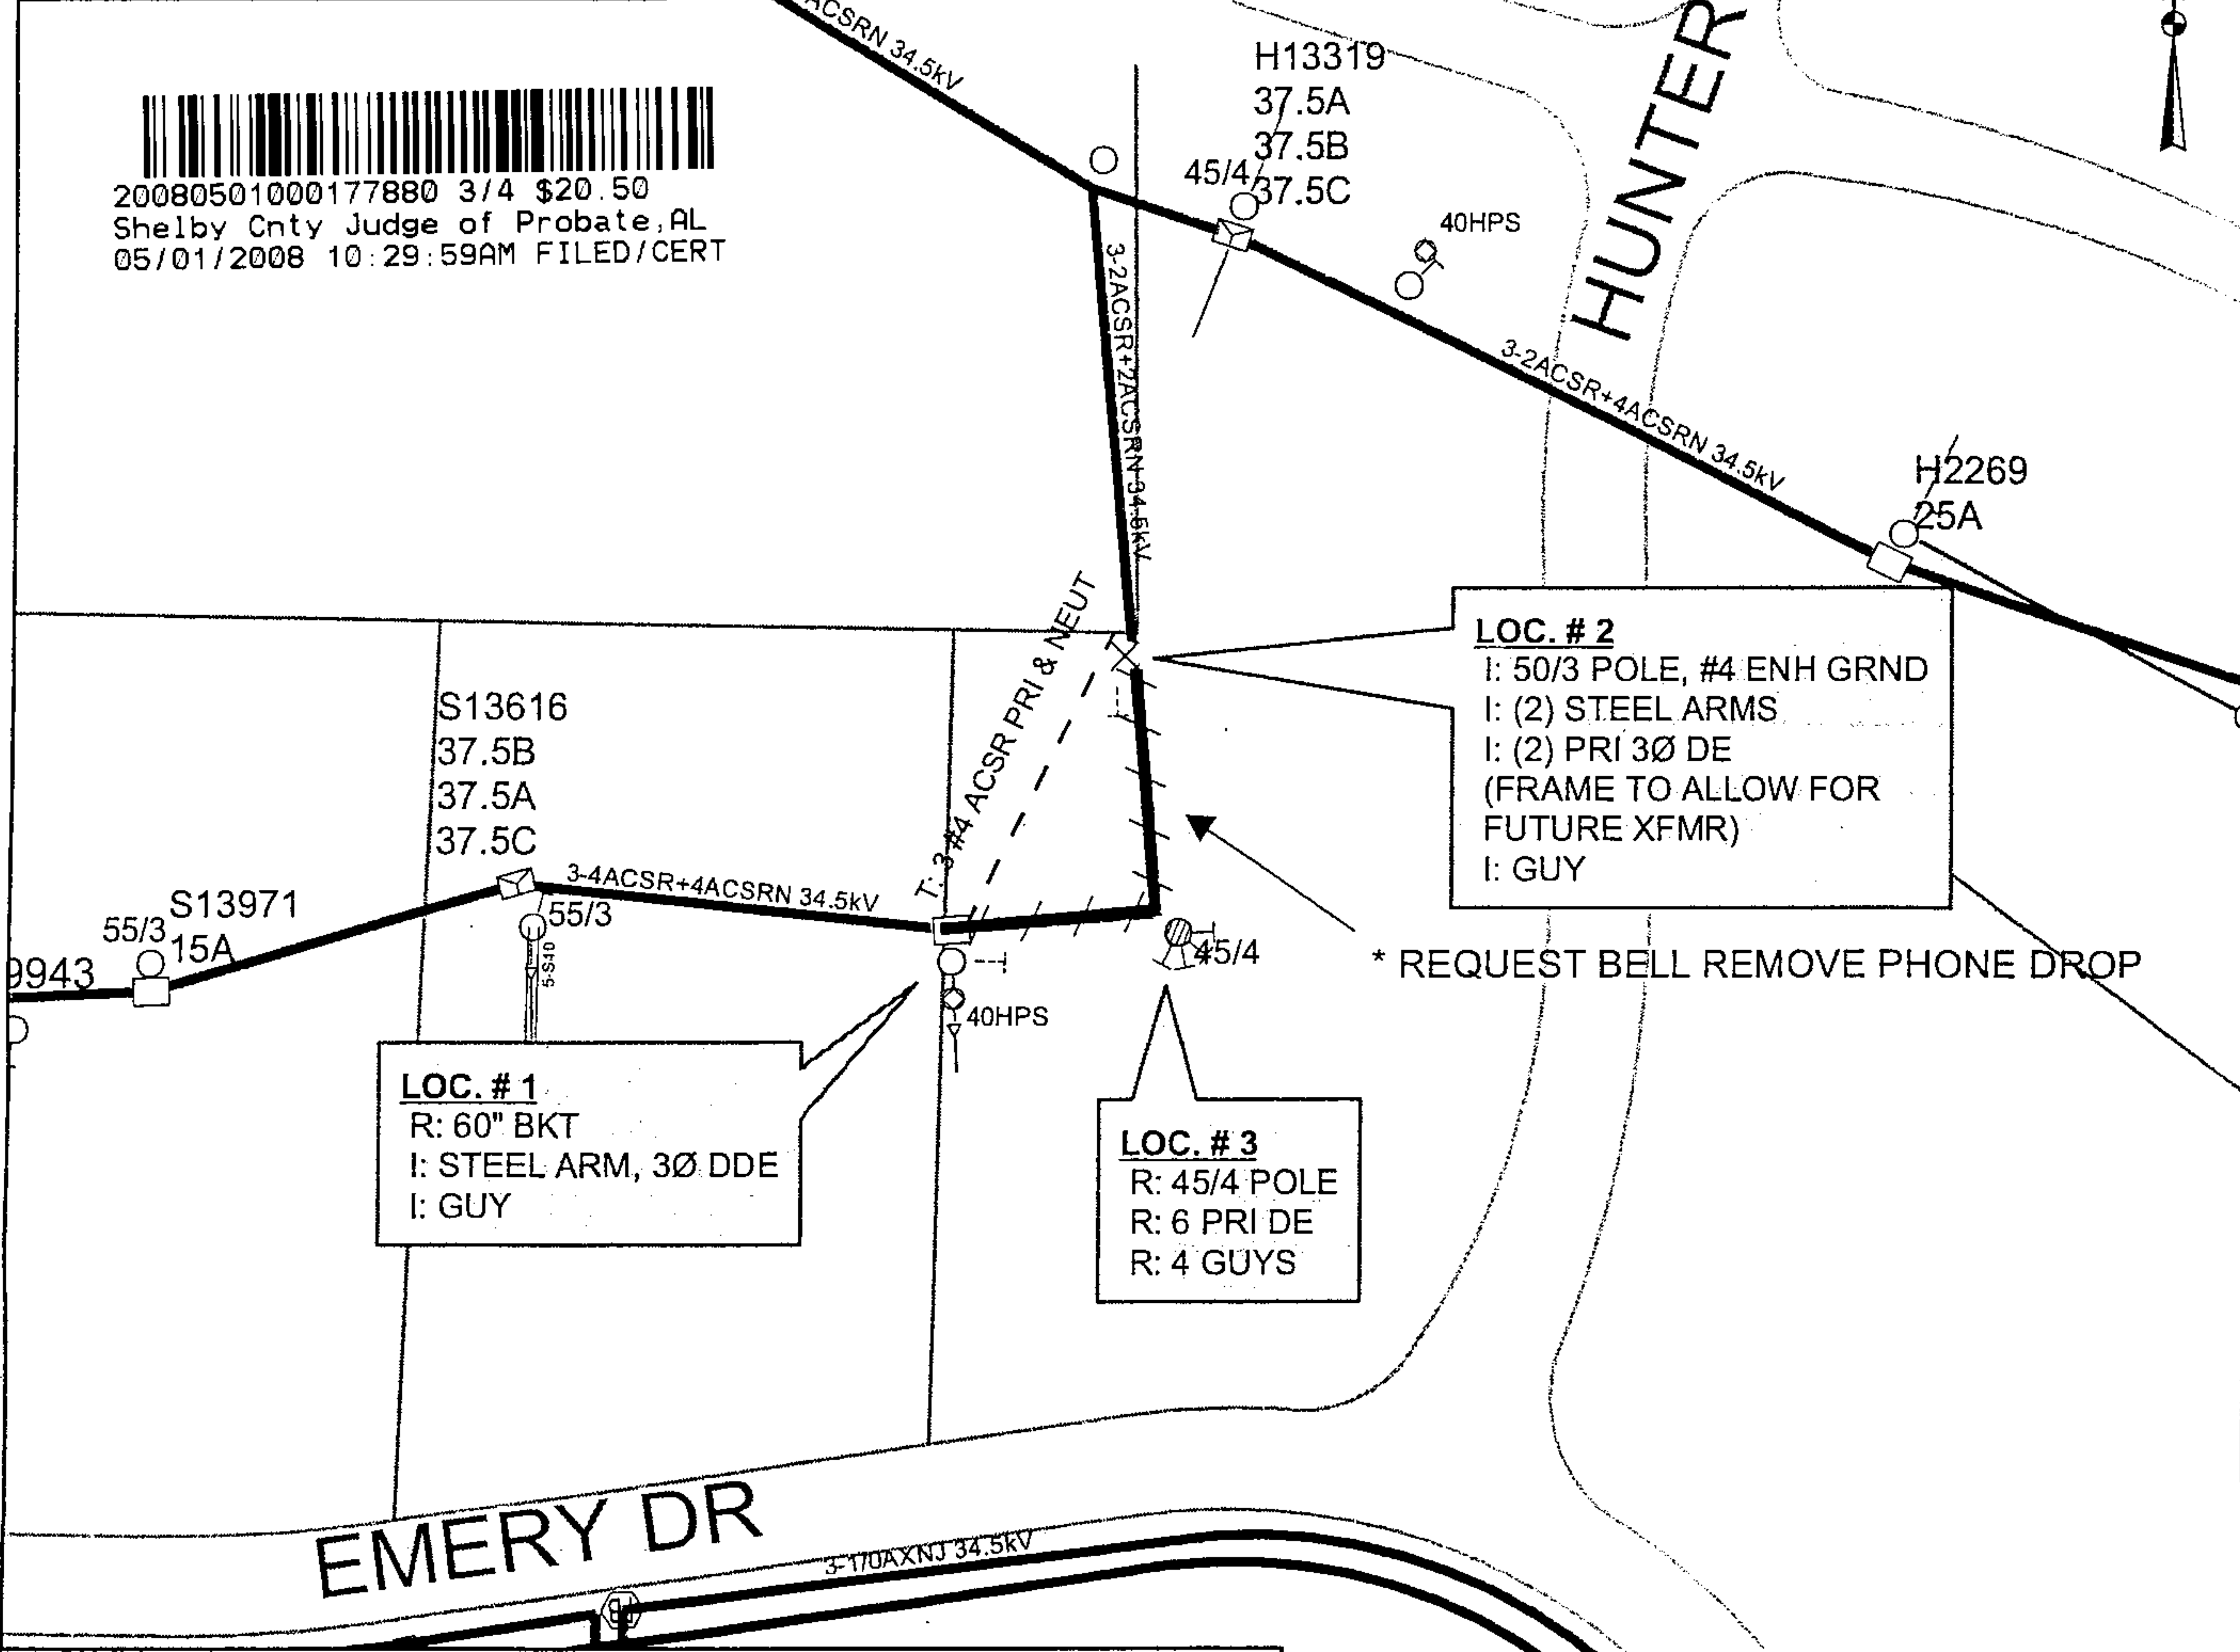 ACSRN 34.5kV
HUNTER
H13319
37.5A
37.5B
37.5C
45/4
40HPS
20080501000177880 3/4 $20.50
Shelby Cnty Judge of Probate,AL
05/01/2008 10:29:59AM FILED/CERT
3-2ACSR+2ACSRN 34.5kV
3-2ACSR+4ACSRN 34.5kV
H2269
25A
LOC. # 2
I: 50/3 POLE, #4 ENH GRND
I: (2) STEEL ARMS
I: (2) PRI 3Ø DE
(FRAME TO ALLOW FOR
FUTURE XFMR)
I: GUY
T: 3 #4 ACSR PRI & NEUT
S13616
37.5B
37.5A
37.5C
3-4ACSR+4ACSRN 34.5kV
S13971
15A
55/3
55/3
5-S40
9943
45/4
* REQUEST BELL REMOVE PHONE DROP
40HPS
LOC. # 1
R: 60" BKT
I: STEEL ARM, 3Ø DDE
I: GUY
LOC. # 3
R: 45/4 POLE
R: 6 PRI DE
R: 4 GUYS
EMERY DR
3-1/0AXNJ 34.5kV